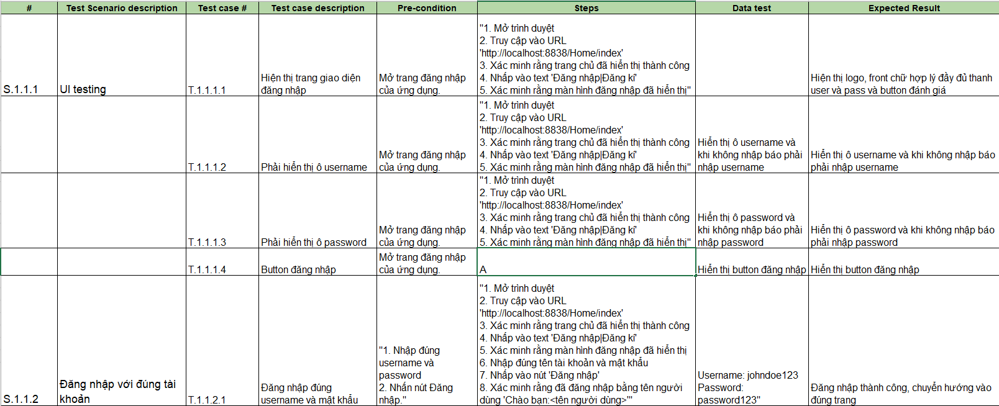 # Test Scenario description Test case # Test case description Pre-condition Steps Data test Expected Result
S.1.1.1
UI testing
T.1.1.1.1
Hiện thị trang giao diện
đăng nhập
Mở trang đăng nhập
của ứng dụng.
"1. Mở trình duyệt
2. Truy cập vào URL
'http://localhost:8838/Home/index'
3. Xác minh rằng trang chủ đã hiển thị thành công
4. Nhấp vào text 'Đăng nhập|Đăng kí'
5. Xác minh rằng màn hình đăng nhập đã hiển thị"
Hiện thị logo, front chữ hợp lý đầy đủ thanh
user và pass và button đánh giá
T.1.1.1.2
Phải hiển thị ô username
Mở trang đăng nhập
của ứng dụng.
"1. Mở trình duyệt
2. Truy cập vào URL
'http://localhost:8838/Home/index'
3. Xác minh rằng trang chủ đã hiển thị thành công
4. Nhấp vào text 'Đăng nhập|Đăng kí'
5. Xác minh rằng màn hình đăng nhập đã hiển thị"
Hiển thị ô username và
khi không nhập báo phải
nhập username
Hiển thị ô username và khi không nhập báo
phải nhập username
T.1.1.1.3
Phải hiển thị ô password
Mở trang đăng nhập
của ứng dụng.
"1. Mở trình duyệt
2. Truy cập vào URL
'http://localhost:8838/Home/index'
3. Xác minh rằng trang chủ đã hiển thị thành công
4. Nhấp vào text 'Đăng nhập|Đăng kí'
5. Xác minh rằng màn hình đăng nhập đã hiển thị"
Hiển thị ô password và
khi không nhập báo phải
nhập password
Hiển thị ô password và khi không nhập báo
phải nhập password
T.1.1.1.4
Button đăng nhập
Mở trang đăng nhập
của ứng dụng.
A
Hiển thị button đăng nhập
Hiển thị button đăng nhập
S.1.1.2
Đăng nhập với đúng tài
khoản
T.1.1.2.1
Đăng nhập đúng
username và mật khẩu
"1. Nhập đúng
username và
password
2. Nhấn nút Đăng
nhập."
"1. Mở trình duyệt
2. Truy cập vào URL
'http://localhost:8838/Home/index'
3. Xác minh rằng trang chủ đã hiển thị thành công
4. Nhấp vào text 'Đăng nhập|Đăng kí'
5. Xác minh rằng màn hình đăng nhập đã hiển thị
6. Nhập đúng tên tài khoản và mật khẩu
7. Nhấp vào nút 'Đăng nhập'
8. Xác minh rằng đã đăng nhập bằng tên người
dùng 'Chào bạn:<tên người dùng>'"
Username: johndoe123
Password:
password123"
Đăng nhập thành công, chuyển hướng vào
đúng trang